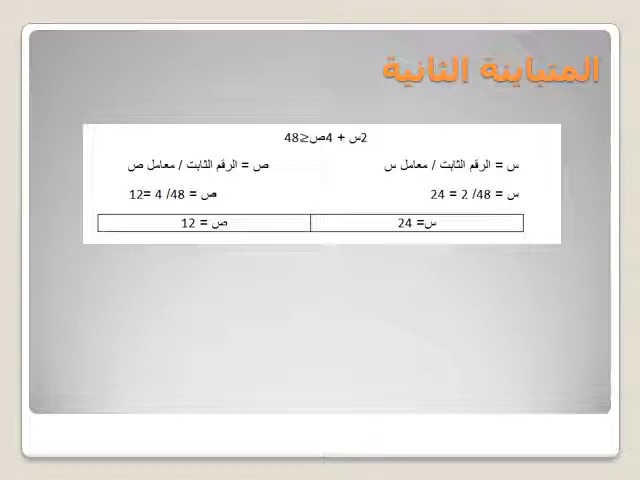 المتباينة الثانية
2س + 4ص≤48
س = الرقم الثابت / معامل س
ص = الرقم الثابت / معامل ص
س = 48/ 2 = 24
ص = 48/ 4 =12
س= 24
ص = 12